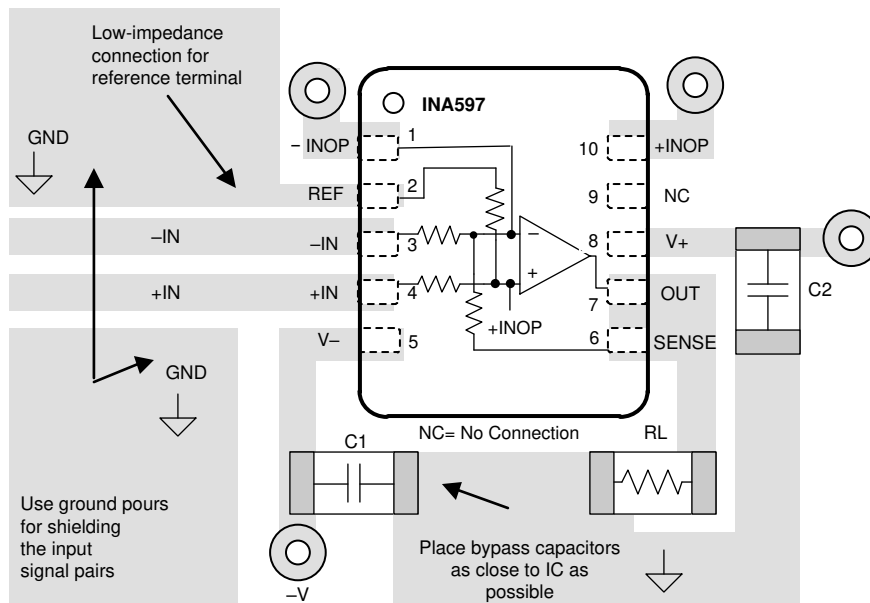 Low-impedance
connection for
reference terminal
GND
INA597
– INOP
1
10
+INOP
REF
2
9
NC
–IN
–IN
3
–
8
V+
+IN
+IN
4
+
7
OUT
C2
+INOP
V–
5
6
SENSE
GND
NC= No Connection
C1
RL
Use ground pours
for shielding
the input
signal pairs
Place bypass capacitors
as close to IC as
possible
–V